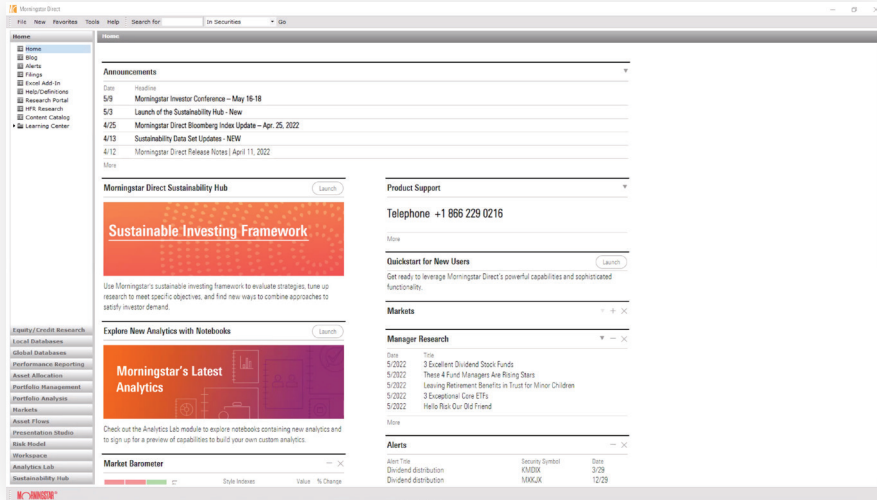 Morningstar Direct
File New Favorites Tools Help Search for In Securities Go
Home
Home
Blog
Alerts
Filings
Excel Add-In
Help/Definitions
Research Portal
HFR Research
Content Catalog
Learning Center
Equity/Credit Research
Local Databases
Global Databases
Performance Reporting
Asset Allocation
Portfolio Management
Portfolio Analysis
Markets
Asset Flows
Presentation Studio
Risk Model
Workspace
Analytics Lab
Sustainability Hub
Home
Announcements
Date Headline
5/9 Morningstar Investor Conference – May 16-18
5/3 Launch of the Sustainability Hub - New
4/25 Morningstar Direct Bloomberg Index Update – Apr. 25, 2022
4/13 Sustainability Data Set Updates - NEW
4/12 Morningstar Direct Release Notes | April 11, 2022
More
Morningstar Direct Sustainability Hub Launch
Sustainable Investing Framework
Use Morningstar's sustainable investing framework to evaluate strategies, tune up
research to meet specific objectives, and find new ways to combine approaches to
satisfy investor demand.
Explore New Analytics with Notebooks Launch
Morningstar's Latest
Analytics
Check out the Analytics Lab module to explore notebooks containing new analytics and
to sign up for a preview of capabilities to build your own custom analytics.
Market Barometer
Style Indexes Value % Change
Product Support
Telephone +1 866 229 0216
More
Quickstart for New Users Launch
Get ready to leverage Morningstar Direct's powerful capabilities and sophisticated
functionality.
Markets
Manager Research
Date Title
5/2022 3 Excellent Dividend Stock Funds
5/2022 These 4 Fund Managers Are Rising Stars
5/2022 Leaving Retirement Benefits in Trust for Minor Children
5/2022 3 Exceptional Core ETFs
5/2022 Hello Risk Our Old Friend
More
Alerts
Alert Title Security Symbol Date
Dividend distribution KMDIX 3/29
Dividend distribution MXKJX 12/29
MORNINGSTAR